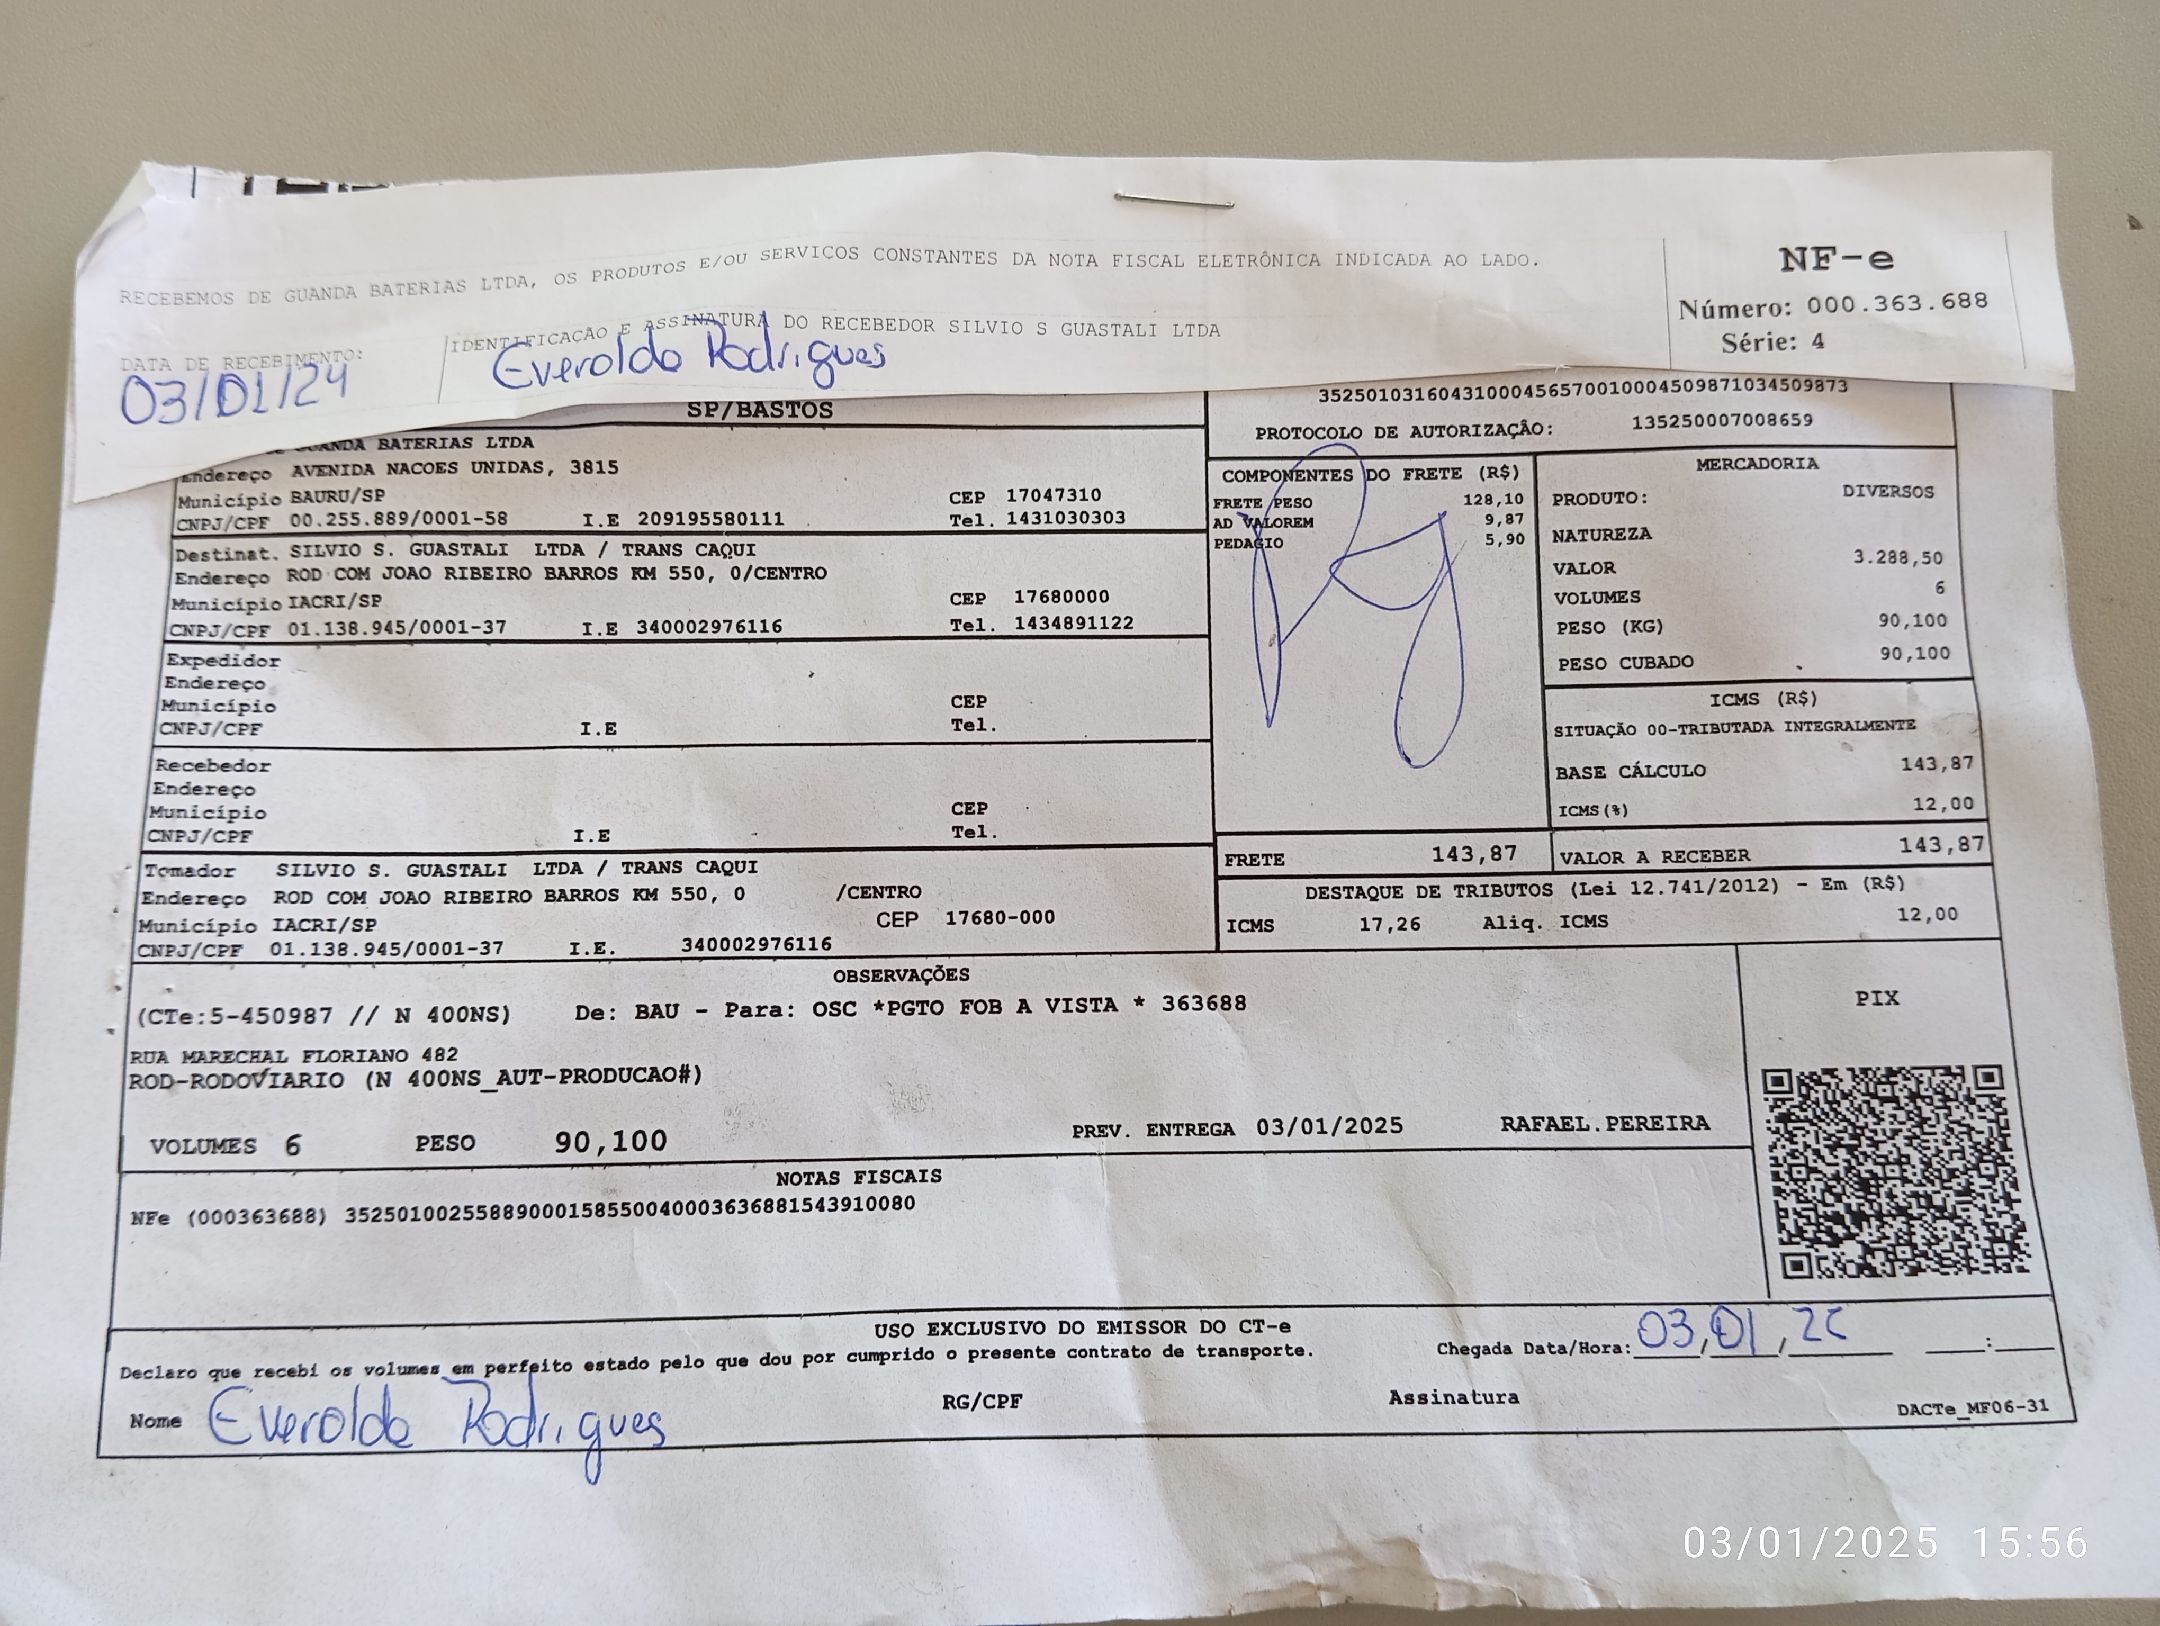 RECEBEMOS DE GUANDA BATERIAS LTDA, OS PRODUTOS E/OU SERVIÇOS CONSTANTES DA NOTA FISCAL ELETRÔNICA INDICADA AO LADO.
NF-e
Número: 000.363.688
Série: 4
DATA DE RECEBIMENTO:
03/01/24
IDENTIFICAÇÃO E ASSINATURA DO RECEBEDOR SILVIO S GUASTALI LTDA
Everoldo Rodrigues
SP/BASTOS
35250103160431000456570010004509871034509873
PROTOCOLO DE AUTORIZAÇÃO: 135250007008659
GUANDA BATERIAS LTDA
Endereço AVENIDA NACOES UNIDAS, 3815
Município BAURU/SP CEP 17047310
CNPJ/CPF 00.255.889/0001-58 I.E 209195580111 Tel. 1431030303
Destinat. SILVIO S. GUASTALI LTDA / TRANS CAQUI
Endereço ROD COM JOAO RIBEIRO BARROS KM 550, 0/CENTRO
Município IACRI/SP CEP 17680000
CNPJ/CPF 01.138.945/0001-37 I.E 340002976116 Tel. 1434891122
Expedidor
Endereço
Município CEP
CNPJ/CPF I.E Tel.
Recebedor
Endereço
Município CEP
CNPJ/CPF I.E Tel.
Tomador SILVIO S. GUASTALI LTDA / TRANS CAQUI
Endereço ROD COM JOAO RIBEIRO BARROS KM 550, 0 /CENTRO
Município IACRI/SP CEP 17680-000
CNPJ/CPF 01.138.945/0001-37 I.E. 340002976116
COMPONENTES DO FRETE (R$)
FRETE PESO 128,10
AD VALOREM 9,87
PEDAGIO 5,90
MERCADORIA
PRODUTO: DIVERSOS
NATUREZA
VALOR 3.288,50
VOLUMES 6
PESO (KG) 90,100
PESO CUBADO 90,100
ICMS (R$)
SITUAÇÃO 00-TRIBUTADA INTEGRALMENTE
BASE CÁLCULO 143,87
ICMS(%) 12,00
FRETE 143,87
VALOR A RECEBER 143,87
DESTAQUE DE TRIBUTOS (Lei 12.741/2012) - Em (R$)
ICMS 17,26 Aliq. ICMS 12,00
OBSERVAÇÕES
(CTe:5-450987 // N 400NS) De: BAU - Para: OSC *PGTO FOB A VISTA * 363688
RUA MARECHAL FLORIANO 482
ROD-RODOVIARIO (N 400NS_AUT-PRODUCAO#)
VOLUMES 6 PESO 90,100 PREV. ENTREGA 03/01/2025 RAFAEL.PEREIRA
PIX
NOTAS FISCAIS
NFe (000363688) 35250100255889000158550040003636881543910080
USO EXCLUSIVO DO EMISSOR DO CT-e
Declaro que recebi os volumes em perfeito estado pelo que dou por cumprido o presente contrato de transporte.
Chegada Data/Hora: 03/01/
Nome Everoldo Rodrigues RG/CPF Assinatura
DACTe_MF06-31
03/01/2025 15:56